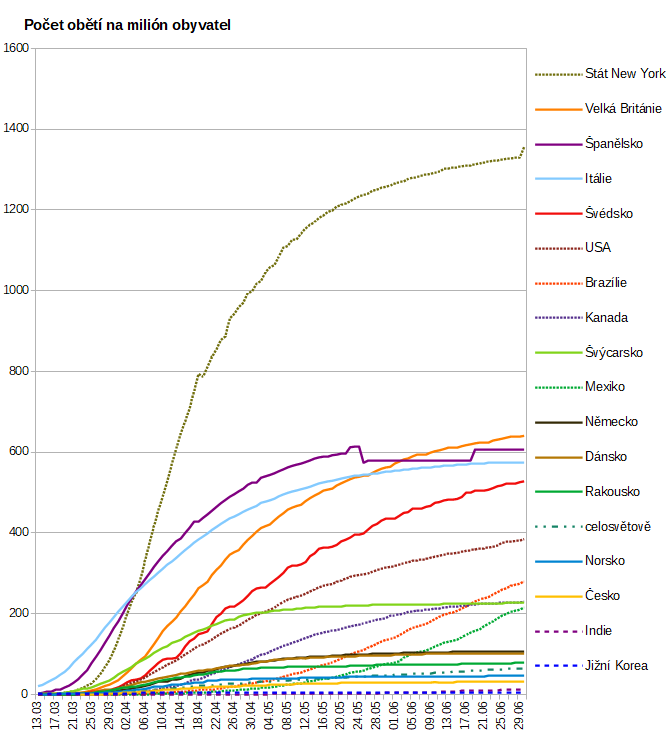 Počet obětí na milión obyvatel
1600
1400
1200
1000
800
600
400
200
0
13.03
17.03
21.03
25.03
29.03
02.04
06.04
10.04
14.04
18.04
22.04
26.04
30.04
04.05
08.05
12.05
16.05
20.05
24.05
28.05
01.06
05.06
09.06
13.06
17.06
21.06
25.06
29.06
Stát New York
Velká Británie
Španělsko
Itálie
Švédsko
USA
Brazílie
Kanada
Švýcarsko
Mexiko
Německo
Dánsko
Rakousko
celosvětově
Norsko
Česko
Indie
Jižní Korea